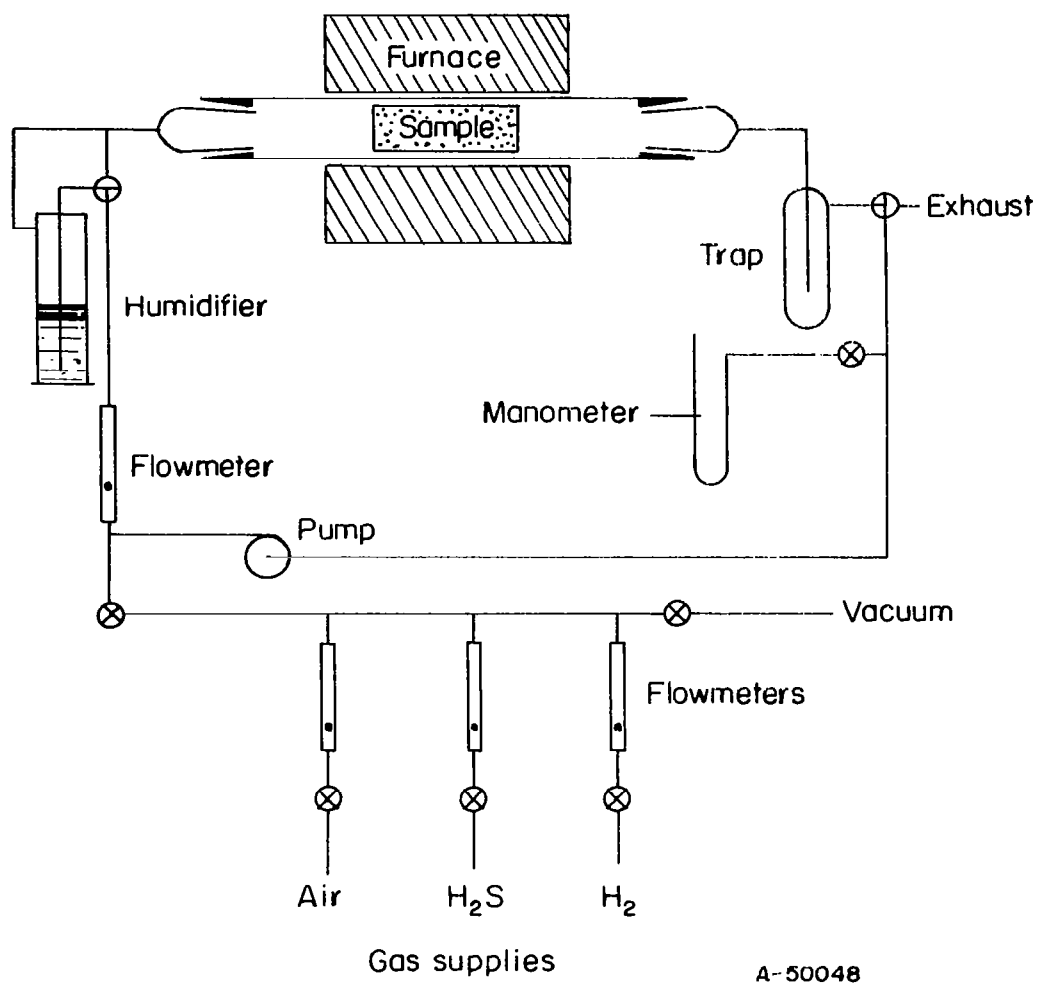 Furnace
Sample
Exhaust
Trap
Humidifier
Manometer
Flowmeter
Pump
Vacuum
Flowmeters
Air H₂S H₂
Gas supplies
A-50048